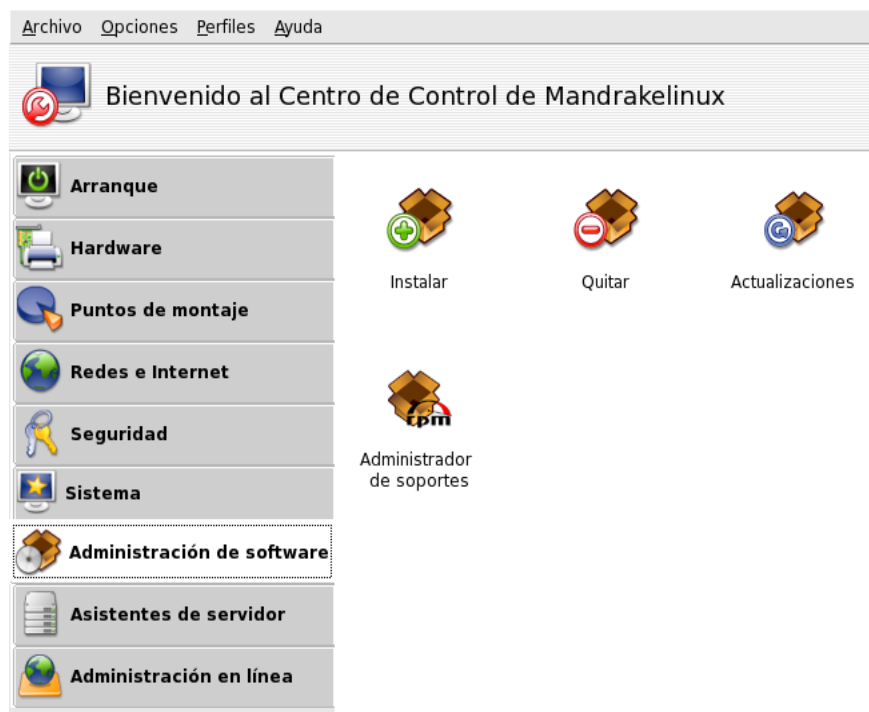 Archivo Opciones Perfiles Ayuda
Bienvenido al Centro de Control de Mandrakelinux
Arranque
Hardware
Puntos de montaje
Redes e Internet
Seguridad
Sistema
Administración de software
Asistentes de servidor
Administración en línea
Instalar
Quitar
Actualizaciones
rpm
Administrador
de soportes